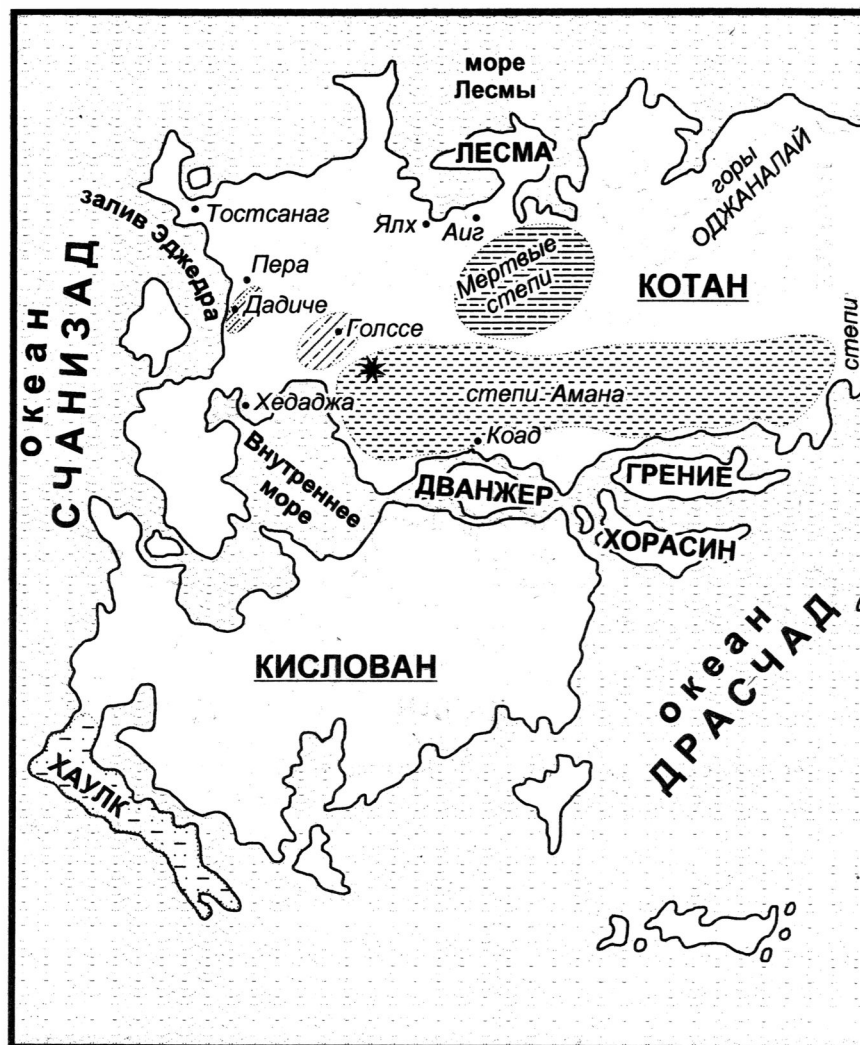 море
Лесмы
ЛЕСМА
горы
ОДЖАНАЛАЙ
залив Эджедра
Тостсанаг
Ялх
Аиг
океан
СЧАНИЗАД
Пера
Дадиче
Мертвые
степи
КОТАН
Голссе
степи
степи Амана
Хедаджа
Коад
Внутреннее
море
ДВАНЖЕР
ГРЕНИЕ
ХОРАСИН
океан
ДРАСЧАД
КИСЛОВАН
ХАУЛК